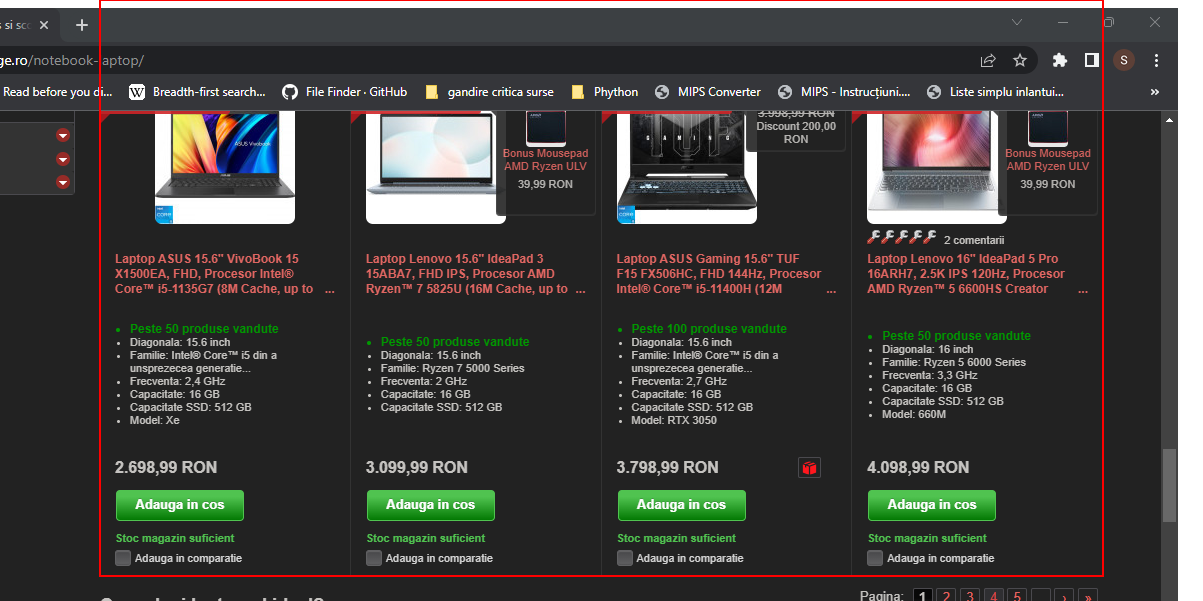 s si sc
ge.ro/notebook-laptop/
S
Read before you di...
Breadth-first search...
File Finder · GitHub
gandire critica surse
Phython
MIPS Converter
MIPS - Instrucțiuni....
Liste simplu inlantui...
»
ASUS Vivobook
Bonus Mousepad
AMD Ryzen ULV
39,99 RON
GAMING
3.998,99 RON
Discount 200,00
RON
Bonus Mousepad
AMD Ryzen ULV
39,99 RON
2 comentarii
Laptop ASUS 15.6'' VivoBook 15
X1500EA, FHD, Procesor Intel®
Core™ i5-1135G7 (8M Cache, up to ...
Peste 50 produse vandute
Diagonala: 15.6 inch
Familie: Intel® Core™ i5 din a
unsprezecea generatie...
Frecventa: 2,4 GHz
Capacitate: 16 GB
Capacitate SSD: 512 GB
Model: Xe
2.698,99 RON
Adauga in cos
Stoc magazin suficient
Adauga in comparatie
Laptop Lenovo 15.6'' IdeaPad 3
15ABA7, FHD IPS, Procesor AMD
Ryzen™ 7 5825U (16M Cache, up to ...
Peste 50 produse vandute
Diagonala: 15.6 inch
Familie: Ryzen 7 5000 Series
Frecventa: 2 GHz
Capacitate: 16 GB
Capacitate SSD: 512 GB
3.099,99 RON
Adauga in cos
Stoc magazin suficient
Adauga in comparatie
Laptop ASUS Gaming 15.6'' TUF
F15 FX506HC, FHD 144Hz, Procesor
Intel® Core™ i5-11400H (12M ...
Peste 100 produse vandute
Diagonala: 15.6 inch
Familie: Intel® Core™ i5 din a
unsprezecea generatie...
Frecventa: 2,7 GHz
Capacitate: 16 GB
Capacitate SSD: 512 GB
Model: RTX 3050
3.798,99 RON
Adauga in cos
Stoc magazin suficient
Adauga in comparatie
Laptop Lenovo 16'' IdeaPad 5 Pro
16ARH7, 2.5K IPS 120Hz, Procesor
AMD Ryzen™ 5 6600HS Creator ...
Peste 50 produse vandute
Diagonala: 16 inch
Familie: Ryzen 5 6000 Series
Frecventa: 3,3 GHz
Capacitate: 16 GB
Capacitate SSD: 512 GB
Model: 660M
4.098,99 RON
Adauga in cos
Stoc magazin suficient
Adauga in comparatie
Pagina: 1 2 3 4 5 ... › »